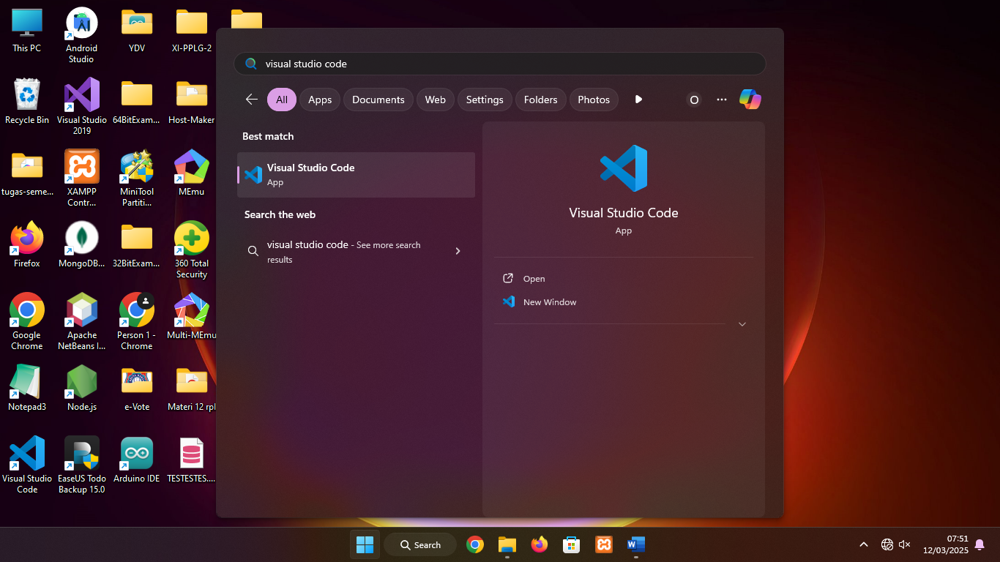 This PC
Android
Studio
YDV
XI-PPLG-2
Recycle Bin
Visual Studio
2019
64BitExam...
Host-Maker
tugas-seme...
XAMPP
Contr...
MiniTool
Partiti...
MEmu
Firefox
MongoDB...
32BitExam...
360 Total
Security
Google
Chrome
Apache
NetBeans I...
Person 1 -
Chrome
Multi-MEmu
Notepad3
Node.js
e-Vote
Materi 12 rpl
Visual Studio
Code
EaseUS Todo
Backup 15.0
Arduino IDE
TESTESTES....
visual studio code
All
Apps
Documents
Web
Settings
Folders
Photos
O
Best match
Visual Studio Code
App
Search the web
visual studio code - See more search
results
Visual Studio Code
App
Open
New Window
Search
07:51
12/03/2025